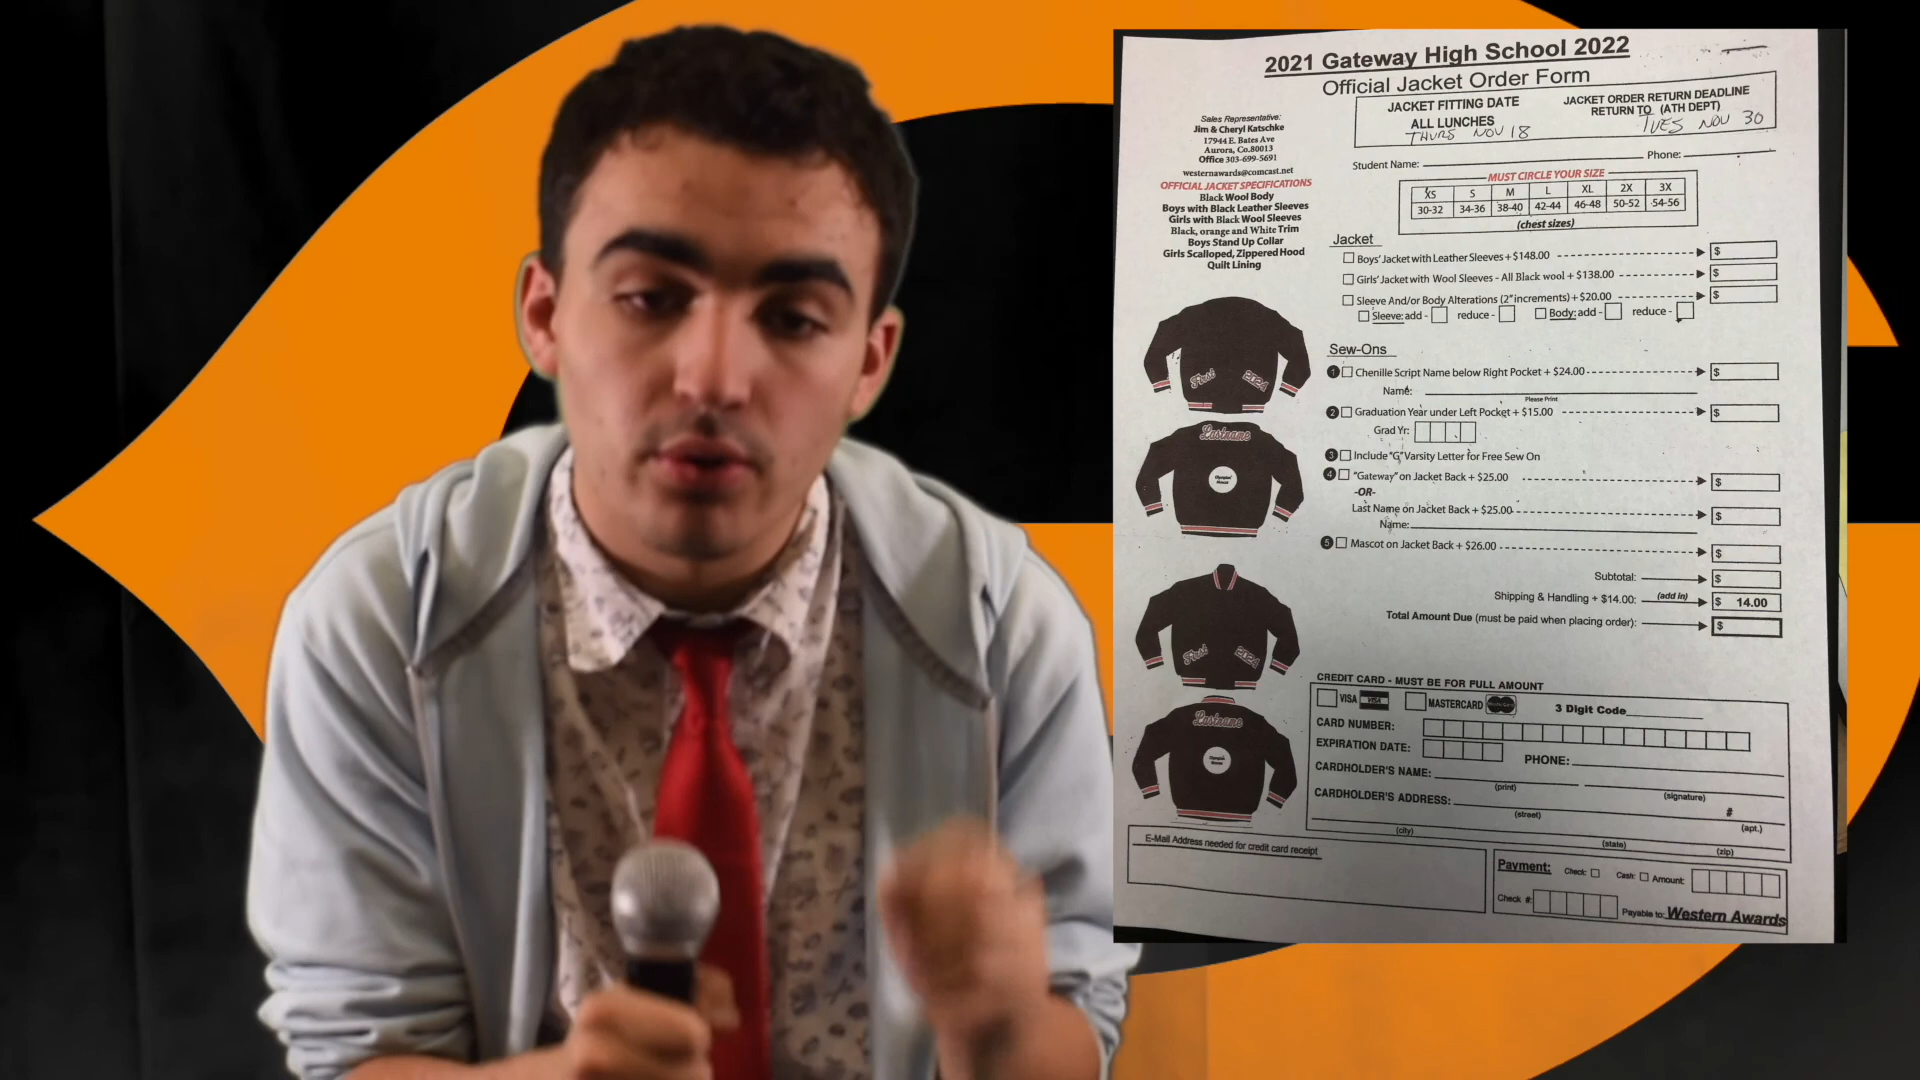 2021 Gateway High School 2022
Official Jacket Order Form
JACKET FITTING DATE
ALL LUNCHES
THURS NOV 18
JACKET ORDER RETURN DEADLINE
RETURN TO (ATH DEPT)
TUES NOV 30
Sales Representative:
Jim & Cheryl Katschke
17944 E. Bates Ave
Aurora, Co.80013
Office 303-699-5691
westernawards@comcast.net
OFFICIAL JACKET SPECIFICATIONS
Black Wool Body
Boys with Black Leather Sleeves
Girls with Black Wool Sleeves
Black, orange and White Trim
Boys Stand Up Collar
Girls Scalloped, Zippered Hood
Quilt Lining
First 2024
Lastname
First 2024
Lastname
Student Name: Phone:
MUST CIRCLE YOUR SIZE
XS S M L XL 2X 3X
30-32 34-36 38-40 42-44 46-48 50-52 54-56
(chest sizes)
Jacket
Boys' Jacket with Leather Sleeves + $148.00 $
Girls' Jacket with Wool Sleeves - All Black wool + $138.00 $
Sleeve And/or Body Alterations (2" increments) + $20.00 $
Sleeve: add - reduce - Body: add - reduce -
Sew-Ons
1 Chenille Script Name below Right Pocket + $24.00 $
Name:
Please Print
2 Graduation Year under Left Pocket + $15.00 $
Grad Yr:
3 Include "G" Varsity Letter for Free Sew On
4 "Gateway" on Jacket Back + $25.00 $
-OR-
Last Name on Jacket Back + $25.00 $
Name:
5 Mascot on Jacket Back + $26.00 $
Subtotal: $
Shipping & Handling + $14.00: (add in) $ 14.00
Total Amount Due (must be paid when placing order): $
CREDIT CARD - MUST BE FOR FULL AMOUNT
VISA VISA MASTERCARD 3 Digit Code
CARD NUMBER:
EXPIRATION DATE: PHONE:
CARDHOLDER'S NAME:
(print) (signature)
CARDHOLDER'S ADDRESS: #
(street) (apt.)
(city) (state) (zip)
E-Mail Address needed for credit card receipt
Payment: Check: Cash: Amount:
Check #: Payable to: Western Awards